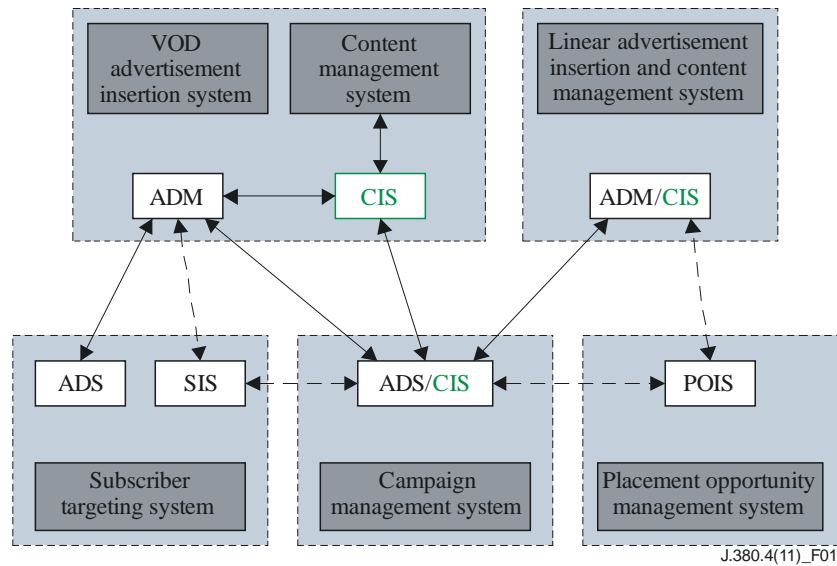 VOD
advertisement
insertion system
Content
management
system
Linear advertisement
insertion and content
management system
ADM
CIS
ADM/CIS
ADS
SIS
ADS/CIS
POIS
Subscriber
targeting system
Campaign
management system
Placement opportunity
management system
J.380.4(11)_F01